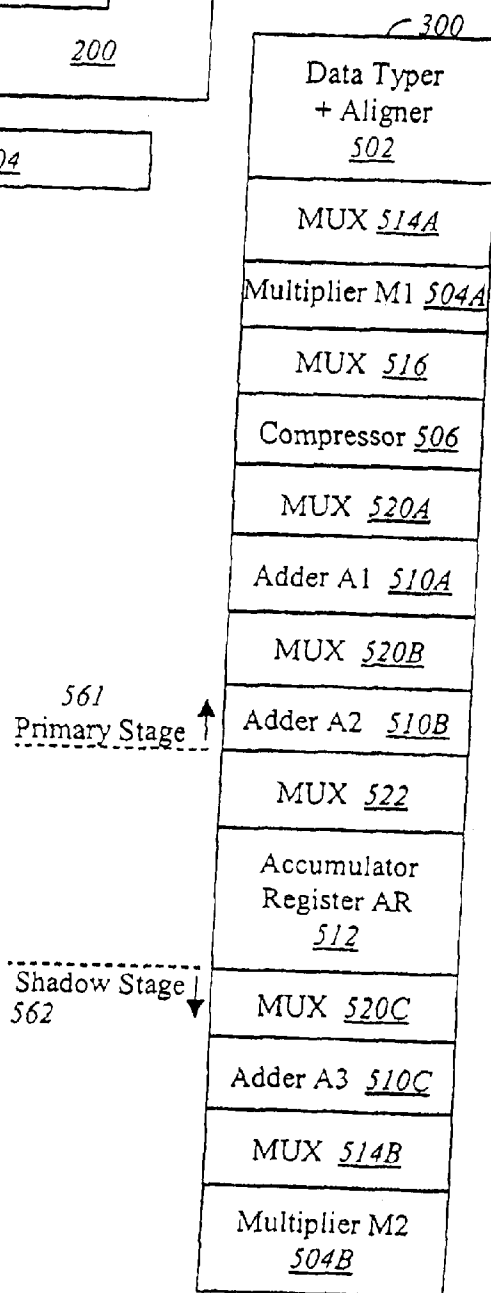 300
200
Data Typer
+ Aligner
502
04
MUX 514A
Multiplier M1 504A
MUX 516
Compressor 506
MUX 520A
Adder A1 510A
MUX 520B
561
Primary Stage
Adder A2 510B
MUX 522
Accumulator
Register AR
512
Shadow Stage
562
MUX 520C
Adder A3 510C
MUX 514B
Multiplier M2
504B